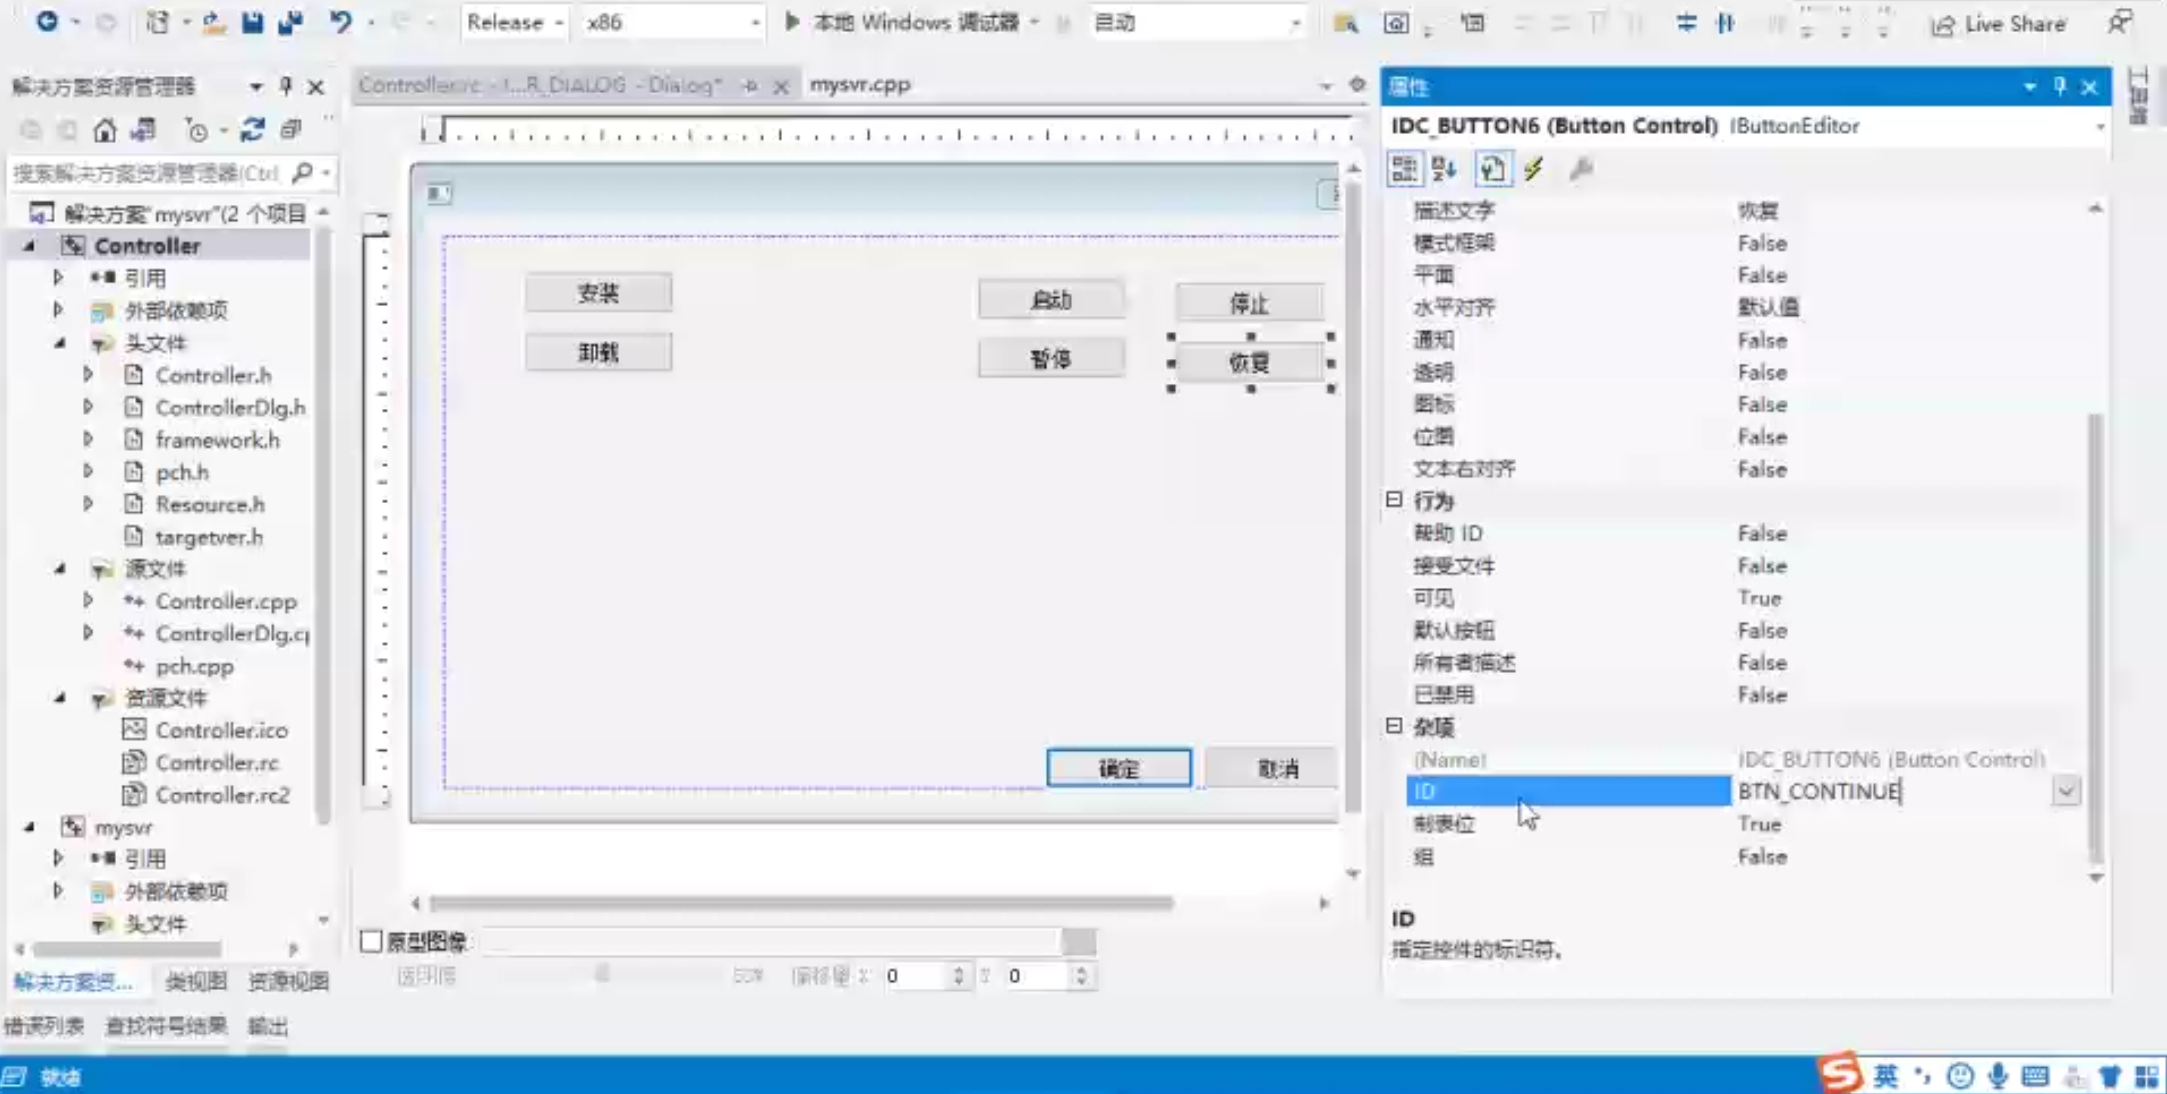 Release
x86
本地 Windows 调试器
自动
Live Share
解决方案资源管理器
搜索解决方案资源管理器(Ctrl
解决方案"mysvr"(2 个项目
Controller
引用
外部依赖项
头文件
Controller.h
ControllerDlg.h
framework.h
pch.h
Resource.h
targetver.h
源文件
Controller.cpp
ControllerDlg.c
pch.cpp
资源文件
Controller.ico
Controller.rc
Controller.rc2
mysvr
引用
外部依赖项
头文件
解决方案资... 类视图 资源视图
错误列表 查找符号结果 输出
就绪
Controller.rc - I...R_DIALOG - Dialog*
mysvr.cpp
安装
启动
停止
卸载
暂停
恢复
确定
取消
原型图像:
透明度
50%
偏移量 X:
0
Y:
0
属性
IDC_BUTTON6 (Button Control) IButtonEditor
描述文字 恢复
模式框架 False
平面 False
水平对齐 默认值
通知 False
透明 False
图标 False
位图 False
文本右对齐 False
行为
帮助 ID False
接受文件 False
可见 True
默认按钮 False
所有者描述 False
已禁用 False
杂项
(Name) IDC_BUTTON6 (Button Control)
ID BTN_CONTINUE
制表位 True
组 False
ID
指定控件的标识符。
英